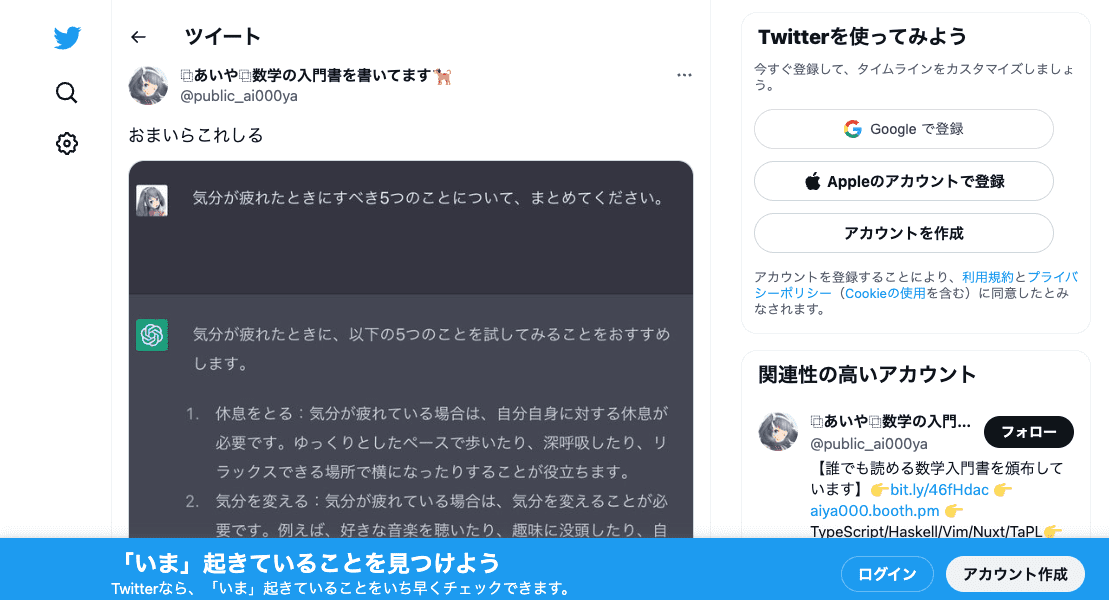 ツイート
あいや数学の入門書を書いてます
@public_ai000ya
おまいらこれしる
気分が疲れたときにすべき5つのことについて、まとめてください。
気分が疲れたときに、以下の5つのことを試してみることをおすすめ
します。
1. 休息をとる：気分が疲れている場合は、自分自身に対する休息が
必要です。ゆっくりとしたペースで歩いたり、深呼吸したり、リ
ラックスできる場所で横になったりすることが役立ちます。
2. 気分を変える：気分が疲れている場合は、気分を変えることが必
要です。例えば、好きな音楽を聴いたり、趣味に没頭したり、自
Twitterを使ってみよう
今すぐ登録して、タイムラインをカスタマイズしましょ
う。
Google で登録
Appleのアカウントで登録
アカウントを作成
アカウントを登録することにより、利用規約とプライバ
シーポリシー（Cookieの使用を含む）に同意したとみ
なされます。
関連性の高いアカウント
あいや数学の入門...
@public_ai000ya
フォロー
【誰でも読める数学入門書を頒布して
います】👉bit.ly/46fHdac 👉
aiya000.booth.pm 👉
TypeScript/Haskell/Vim/Nuxt/TaPL👉
「いま」起きていることを見つけよう
Twitterなら、「いま」起きていることをいち早くチェックできます。
ログイン
アカウント作成